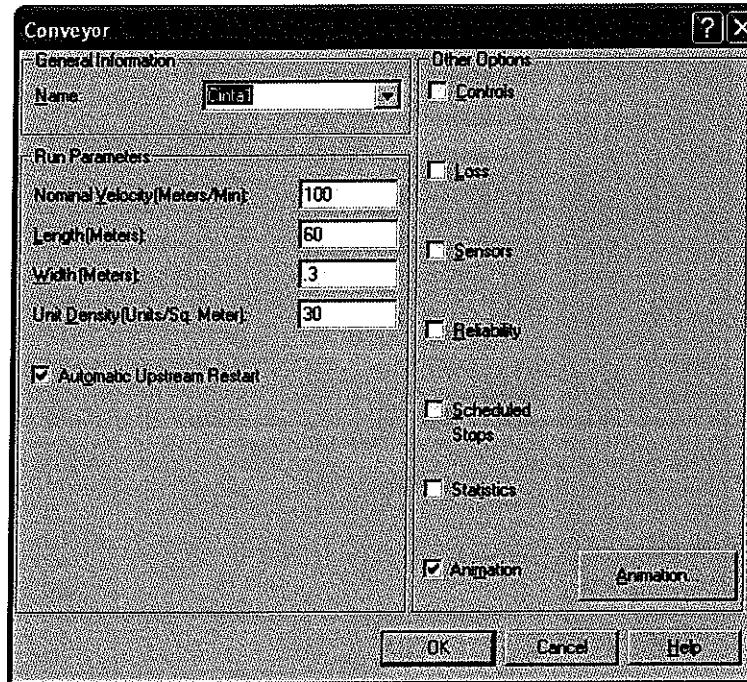 Conveyor
General Information
Name:
Cinta1
Run Parameters
Nominal Velocity(Meters/Min):
100
Length(Meters):
60
Width(Meters):
.3
Unit Density(Units/Sq. Meter):
30
Automatic Upstream Restart
Other Options
Controls
Loss
Sensors
Reliability
Scheduled
Stops
Statistics
Animation
Animation...
OK
Cancel
Help